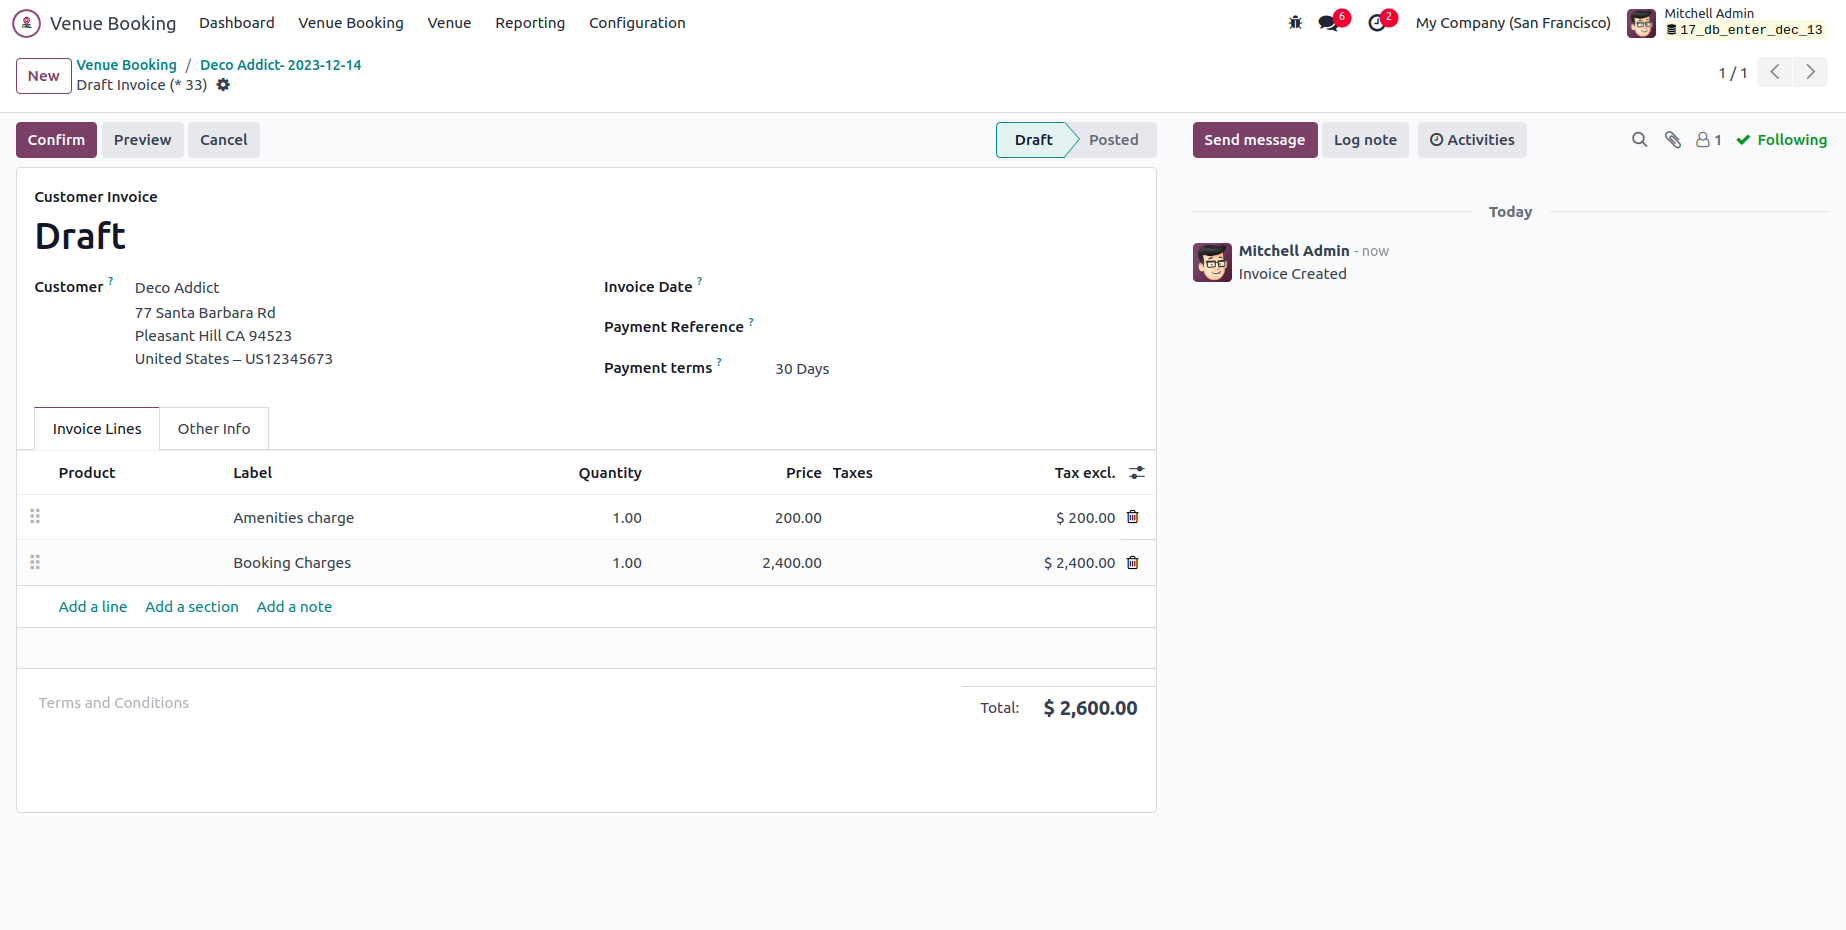 Venue Booking Dashboard Venue Booking Venue Reporting Configuration 6 2 My Company (San Francisco) Mitchell Admin
17_db_enter_dec_13
New Venue Booking / Deco Addict- 2023-12-14
Draft Invoice (* 33)
1 / 1
Confirm Preview Cancel Draft Posted
Send message Log note Activities 1 Following
Customer Invoice
Draft
Customer ? Deco Addict
77 Santa Barbara Rd
Pleasant Hill CA 94523
United States – US12345673
Invoice Date ?
Payment Reference ?
Payment terms ? 30 Days
Invoice Lines Other Info
Product Label Quantity Price Taxes Tax excl.
Amenities charge 1.00 200.00 $ 200.00
Booking Charges 1.00 2,400.00 $ 2,400.00
Add a line Add a section Add a note
Terms and Conditions
Total: $ 2,600.00
Today
Mitchell Admin - now
Invoice Created